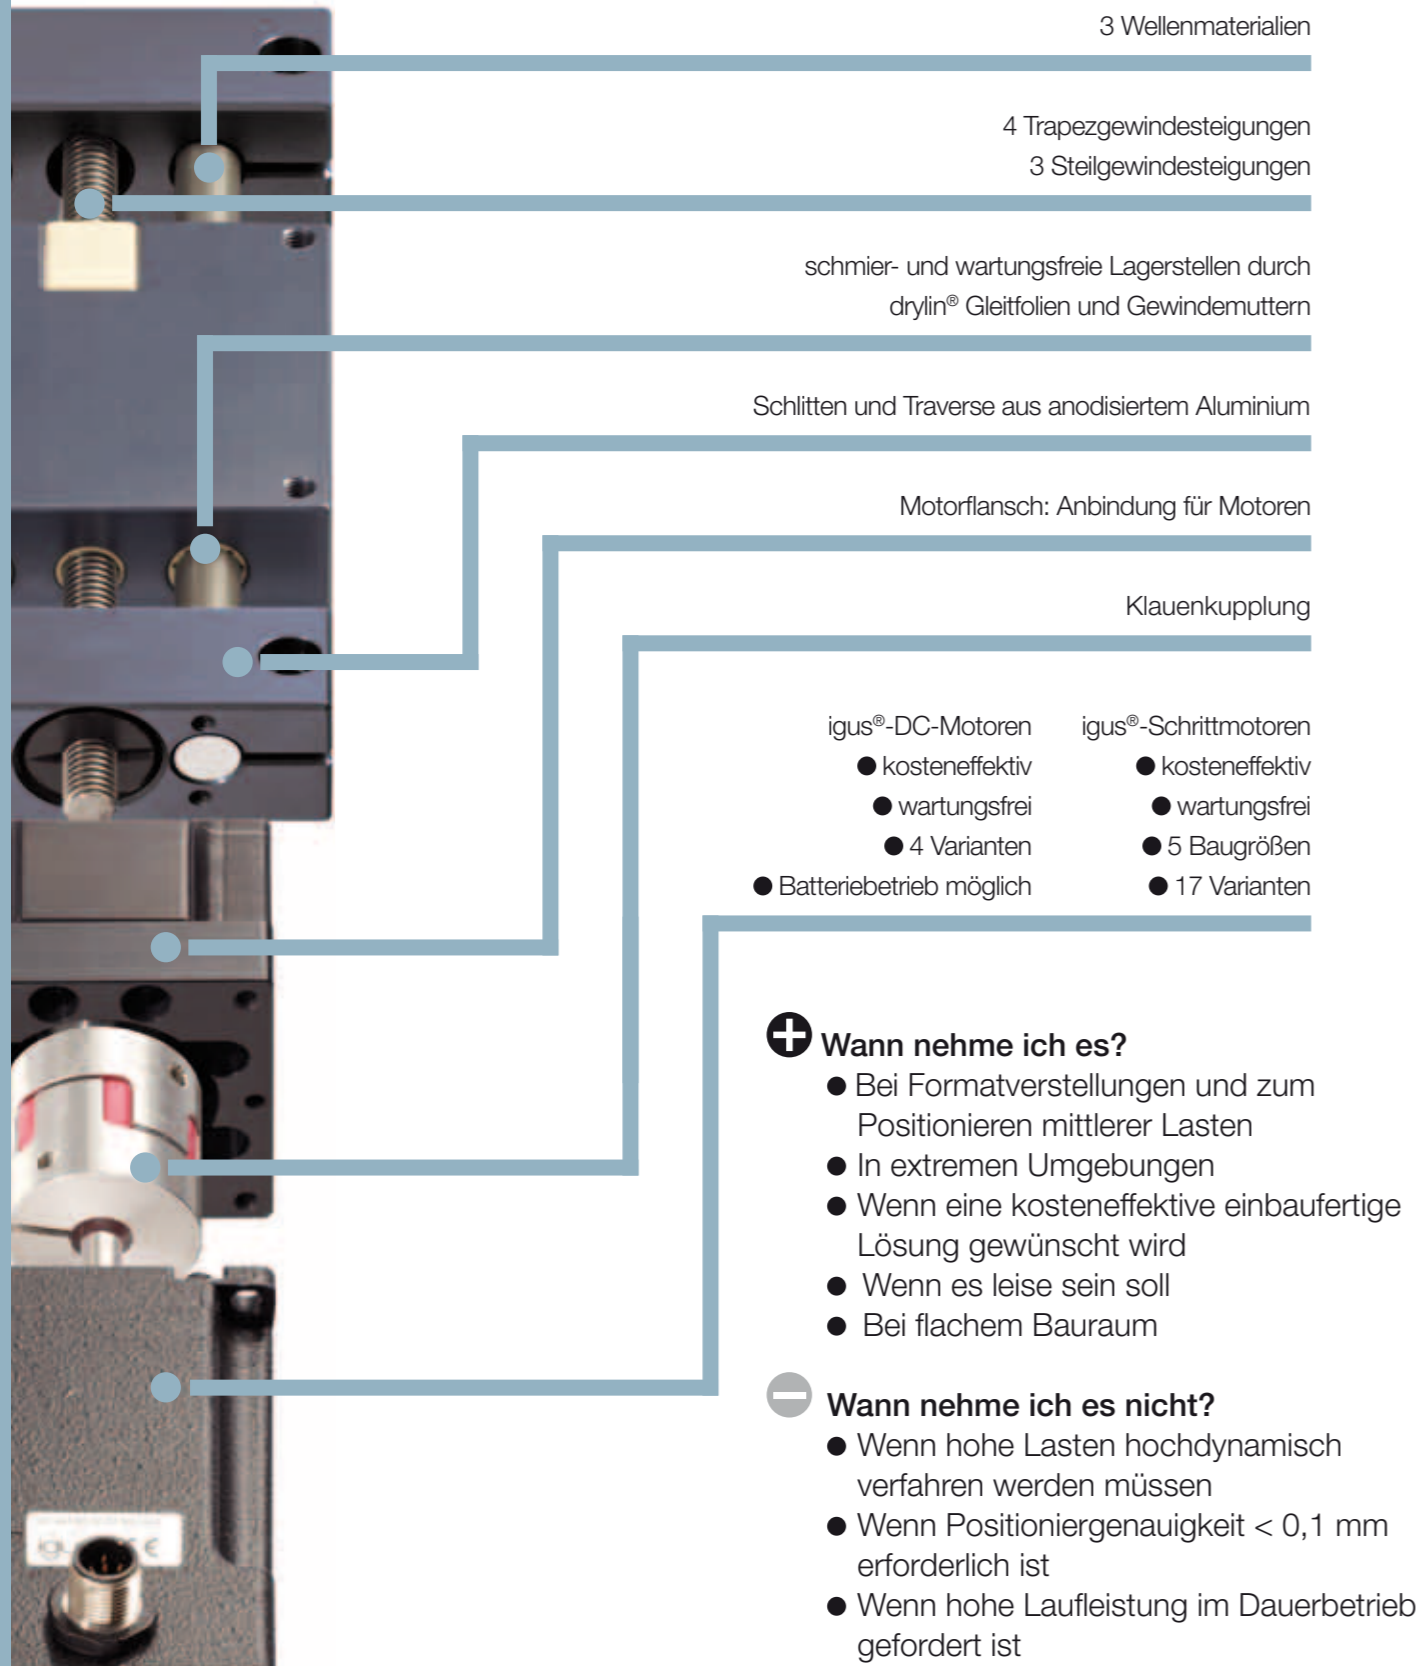 3 Wellenmaterialien
4 Trapezgewindesteigungen
3 Steilgewindesteigungen
schmier- und wartungsfreie Lagerstellen durch
drylin® Gleitfolien und Gewindemuttern
Schlitten und Traverse aus anodisiertem Aluminium
Motorflansch: Anbindung für Motoren
Klauenkupplung
igus®-DC-Motoren
● kosteneffektiv
● wartungsfrei
● 4 Varianten
● Batteriebetrieb möglich
igus®-Schrittmotoren
● kosteneffektiv
● wartungsfrei
● 5 Baugrößen
● 17 Varianten
Wann nehme ich es?
● Bei Formatverstellungen und zum
Positionieren mittlerer Lasten
● In extremen Umgebungen
● Wenn eine kosteneffektive einbaufertige
Lösung gewünscht wird
● Wenn es leise sein soll
● Bei flachem Bauraum
Wann nehme ich es nicht?
● Wenn hohe Lasten hochdynamisch
verfahren werden müssen
● Wenn Positioniergenauigkeit < 0,1 mm
erforderlich ist
● Wenn hohe Laufleistung im Dauerbetrieb
gefordert ist